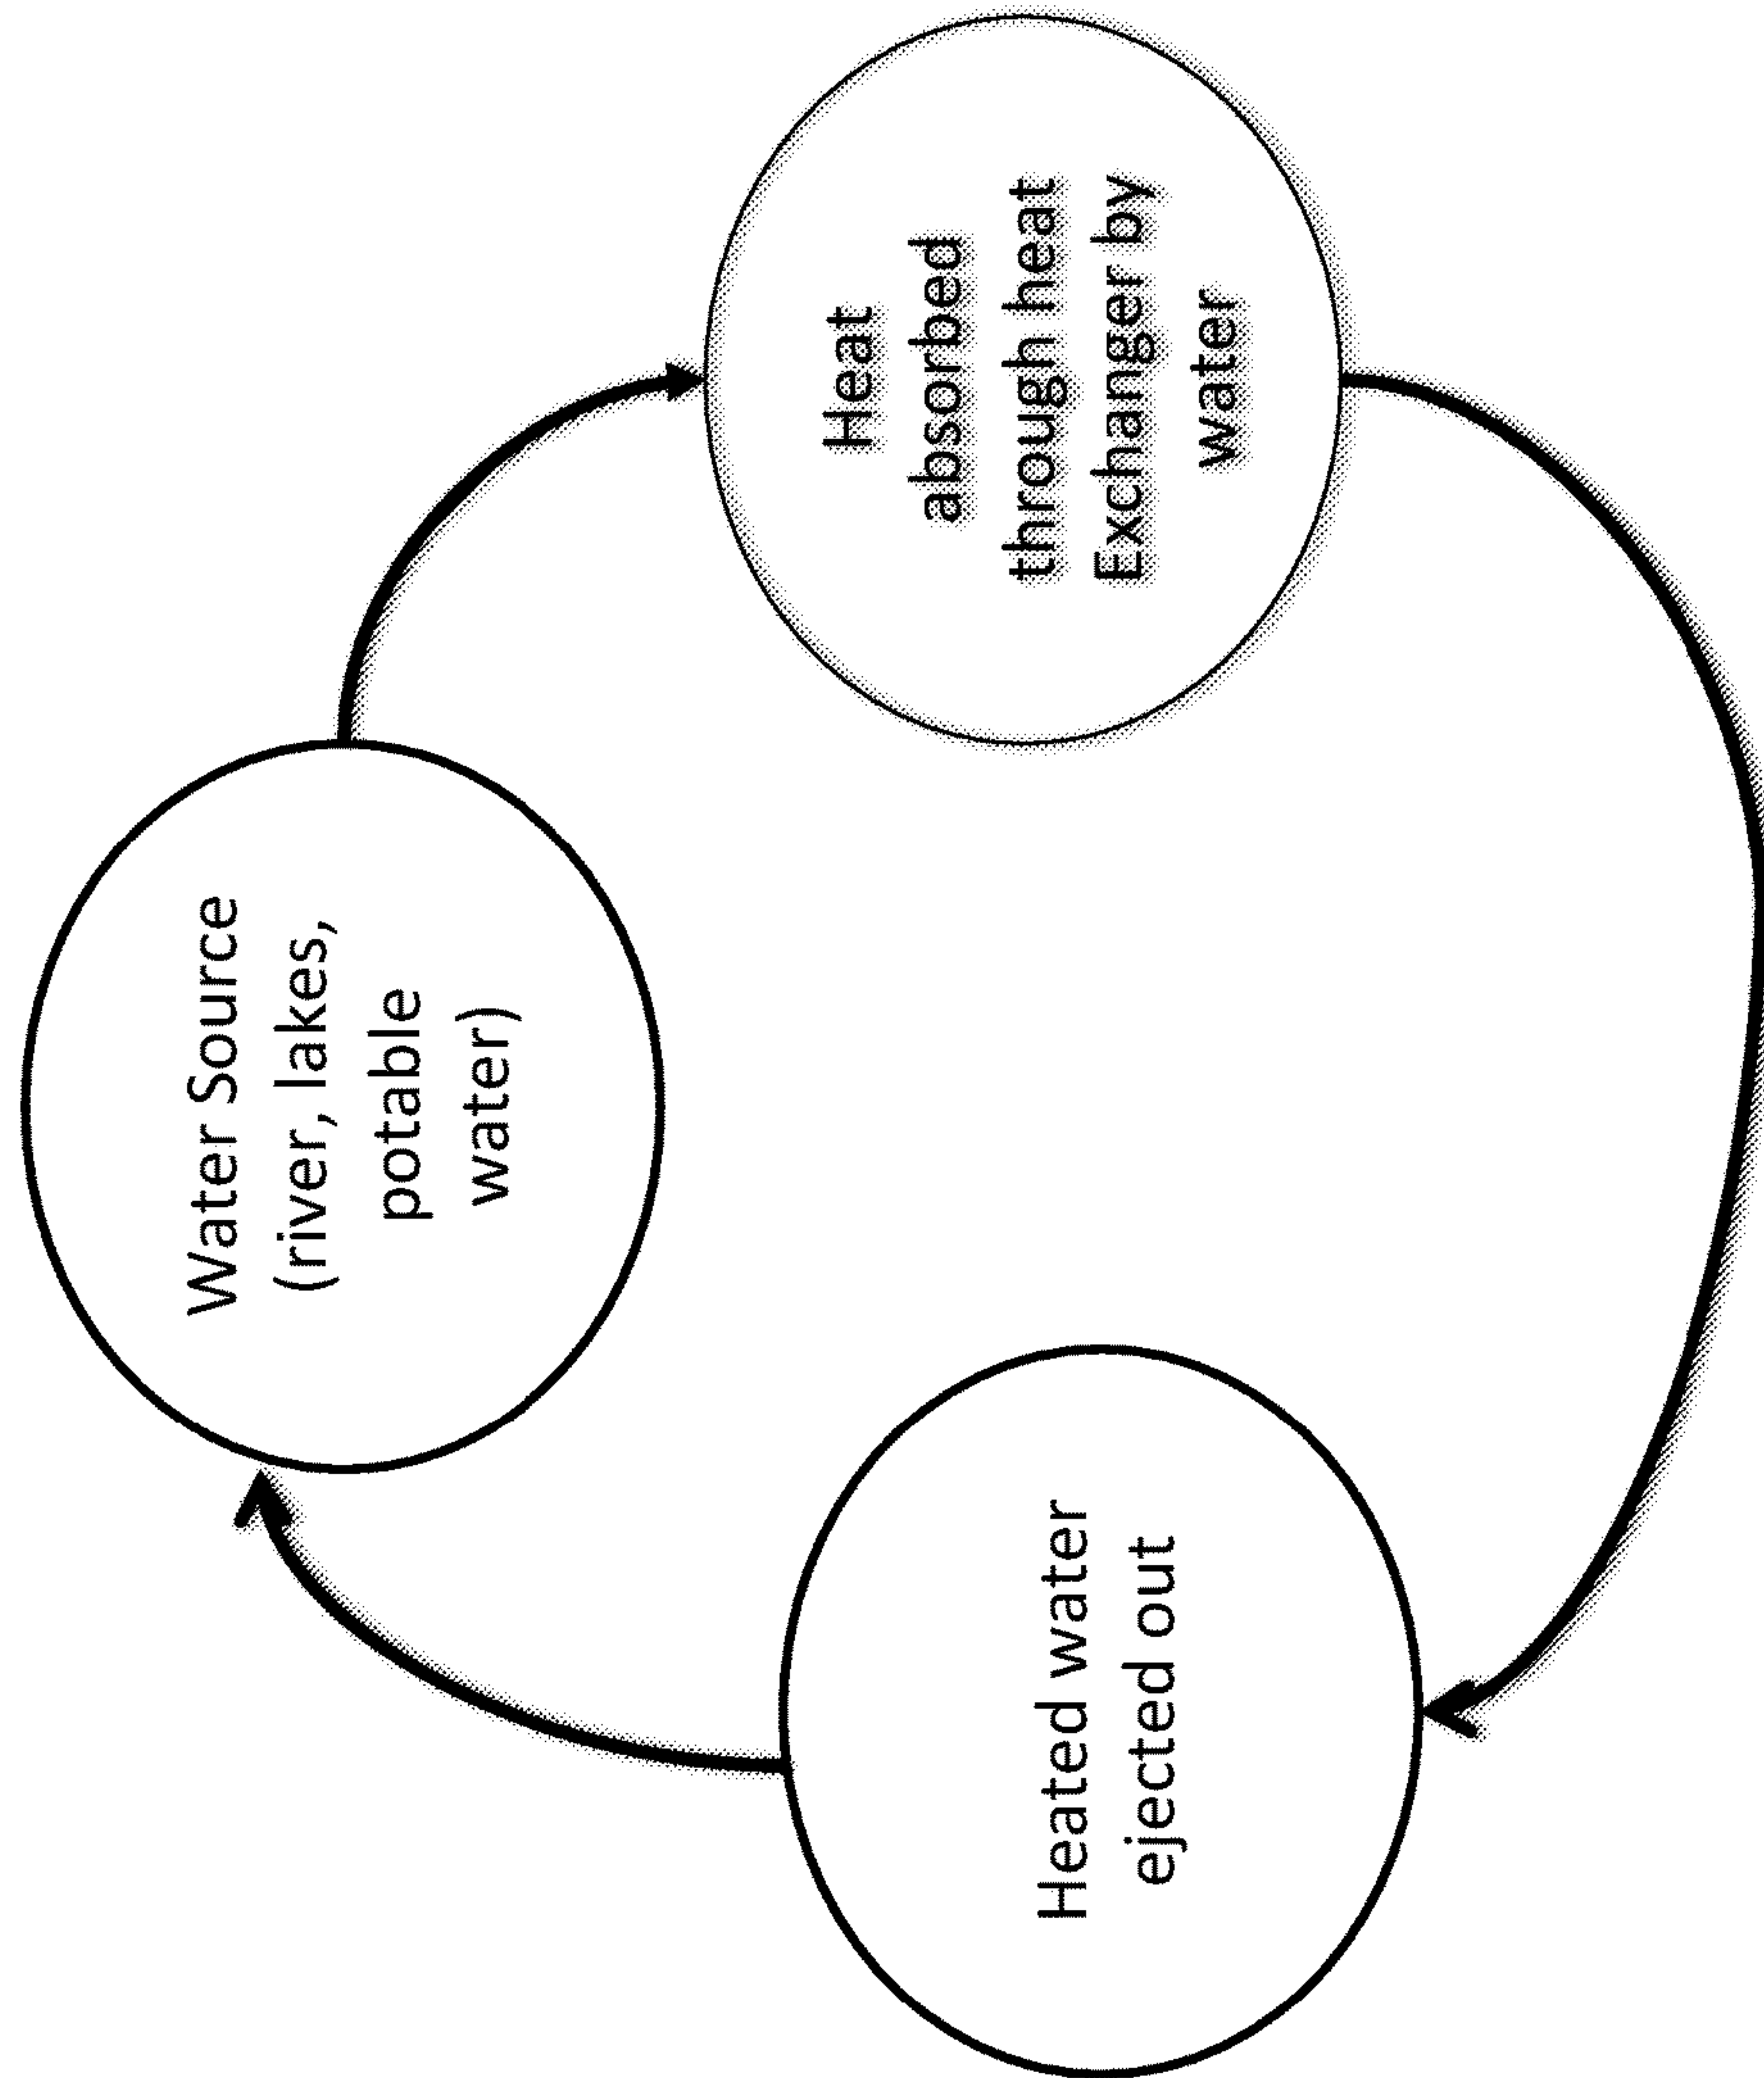 Water Source
(river, lakes,
potable
water)
Heat
absorbed
through heat
Exchanger by
water
Heated water
ejected out